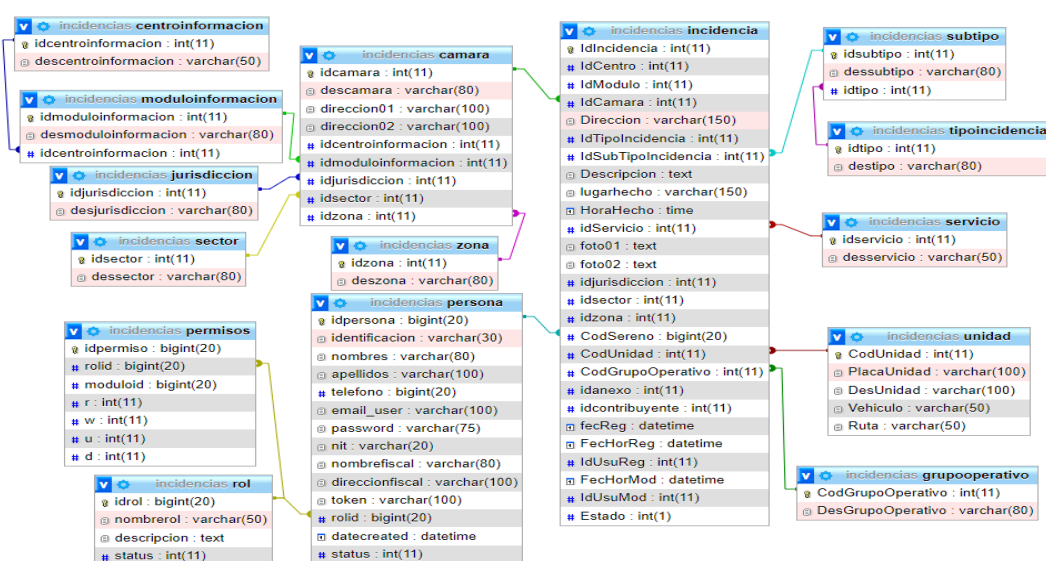 incidencias centroinformacion
idcentroinformacion : int(11)
descentroinformacion : varchar(50)
incidencias moduloinformacion
idmoduloinformacion : int(11)
desmoduloinformacion : varchar(80)
idcentroinformacion : int(11)
incidencias jurisdiccion
idjurisdiccion : int(11)
desjurisdiccion : varchar(80)
incidencias sector
idsector : int(11)
dessector : varchar(80)
incidencias permisos
idpermiso : bigint(20)
rolid : bigint(20)
moduloid : bigint(20)
r : int(11)
w : int(11)
u : int(11)
d : int(11)
incidencias rol
idrol : bigint(20)
nombrerol : varchar(50)
descripcion : text
status : int(11)
incidencias camara
idcamara : int(11)
descamara : varchar(80)
direccion01 : varchar(100)
direccion02 : varchar(100)
idcentroinformacion : int(11)
idmoduloinformacion : int(11)
idjurisdiccion : int(11)
idsector : int(11)
idzona : int(11)
incidencias zona
idzona : int(11)
deszona : varchar(80)
incidencias persona
idpersona : bigint(20)
identificacion : varchar(30)
nombres : varchar(80)
apellidos : varchar(100)
telefono : bigint(20)
email_user : varchar(100)
password : varchar(75)
nit : varchar(20)
nombrefiscal : varchar(80)
direccionfiscal : varchar(100)
token : varchar(100)
rolid : bigint(20)
datecreated : datetime
status : int(11)
incidencias incidencia
IdIncidencia : int(11)
IdCentro : int(11)
IdModulo : int(11)
IdCamara : int(11)
Direccion : varchar(150)
IdTipoIncidencia : int(11)
IdSubTipoIncidencia : int(11)
Descripcion : text
lugarhecho : varchar(150)
HoraHecho : time
idServicio : int(11)
foto01 : text
foto02 : text
idjurisdiccion : int(11)
idsector : int(11)
idzona : int(11)
CodSereno : bigint(20)
CodUnidad : int(11)
CodGrupoOperativo : int(11)
idanexo : int(11)
idcontribuyente : int(11)
fecReg : datetime
FecHorReg : datetime
IdUsuReg : int(11)
FecHorMod : datetime
IdUsuMod : int(11)
Estado : int(1)
incidencias subtipo
idsubtipo : int(11)
dessubtipo : varchar(80)
idtipo : int(11)
incidencias tipoincidencia
idtipo : int(11)
destipo : varchar(80)
incidencias servicio
idservicio : int(11)
desservicio : varchar(50)
incidencias unidad
CodUnidad : int(11)
PlacaUnidad : varchar(100)
DesUnidad : varchar(100)
Vehiculo : varchar(50)
Ruta : varchar(50)
incidencias grupooperativo
CodGrupoOperativo : int(11)
DesGrupoOperativo : varchar(80)